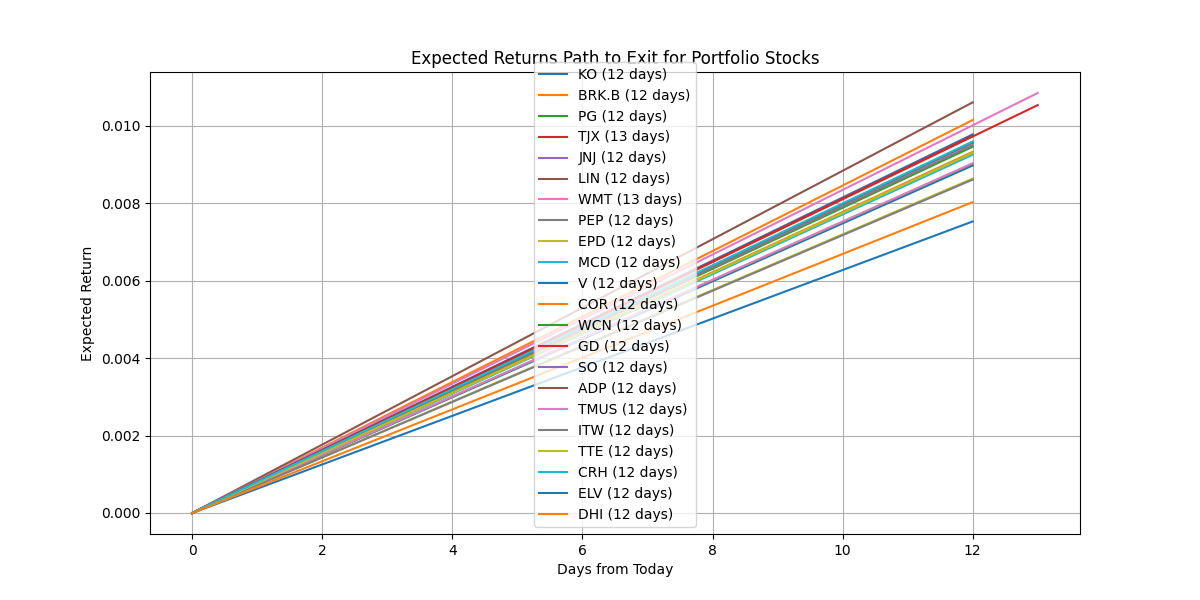 Expected Returns Path to Exit for Portfolio Stocks
KO (12 days)
BRK.B (12 days)
PG (12 days)
TJX (13 days)
JNJ (12 days)
LIN (12 days)
WMT (13 days)
PEP (12 days)
EPD (12 days)
MCD (12 days)
V (12 days)
COR (12 days)
WCN (12 days)
GD (12 days)
SO (12 days)
ADP (12 days)
TMUS (12 days)
ITW (12 days)
TTE (12 days)
CRH (12 days)
ELV (12 days)
DHI (12 days)
0.010
0.008
0.006
0.004
0.002
0.000
Expected Return
0 2 4 6 8 10 12
Days from Today